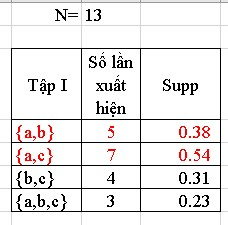 N= 13
Tập I Số lần xuất hiện Supp
{a,b} 5 0.38
{a,c} 7 0.54
{b,c} 4 0.31
{a,b,c} 3 0.23